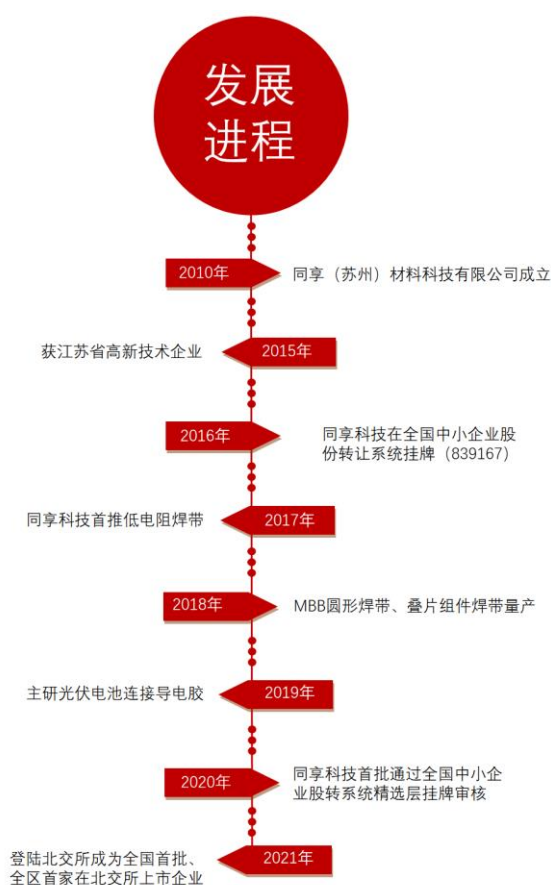 发展
进程
2010年
同享（苏州）材料科技有限公司成立
获江苏省高新技术企业
2015年
2016年
同享科技在全国中小企业股
份转让系统挂牌（839167）
同享科技首推低电阻焊带
2017年
2018年
MBB圆形焊带、叠片组件焊带量产
主研光伏电池连接导电胶
2019年
2020年
同享科技首批通过全国中小企
业股转系统精选层挂牌审核
登陆北交所成为全国首批、
全区首家在北交所上市企业
2021年